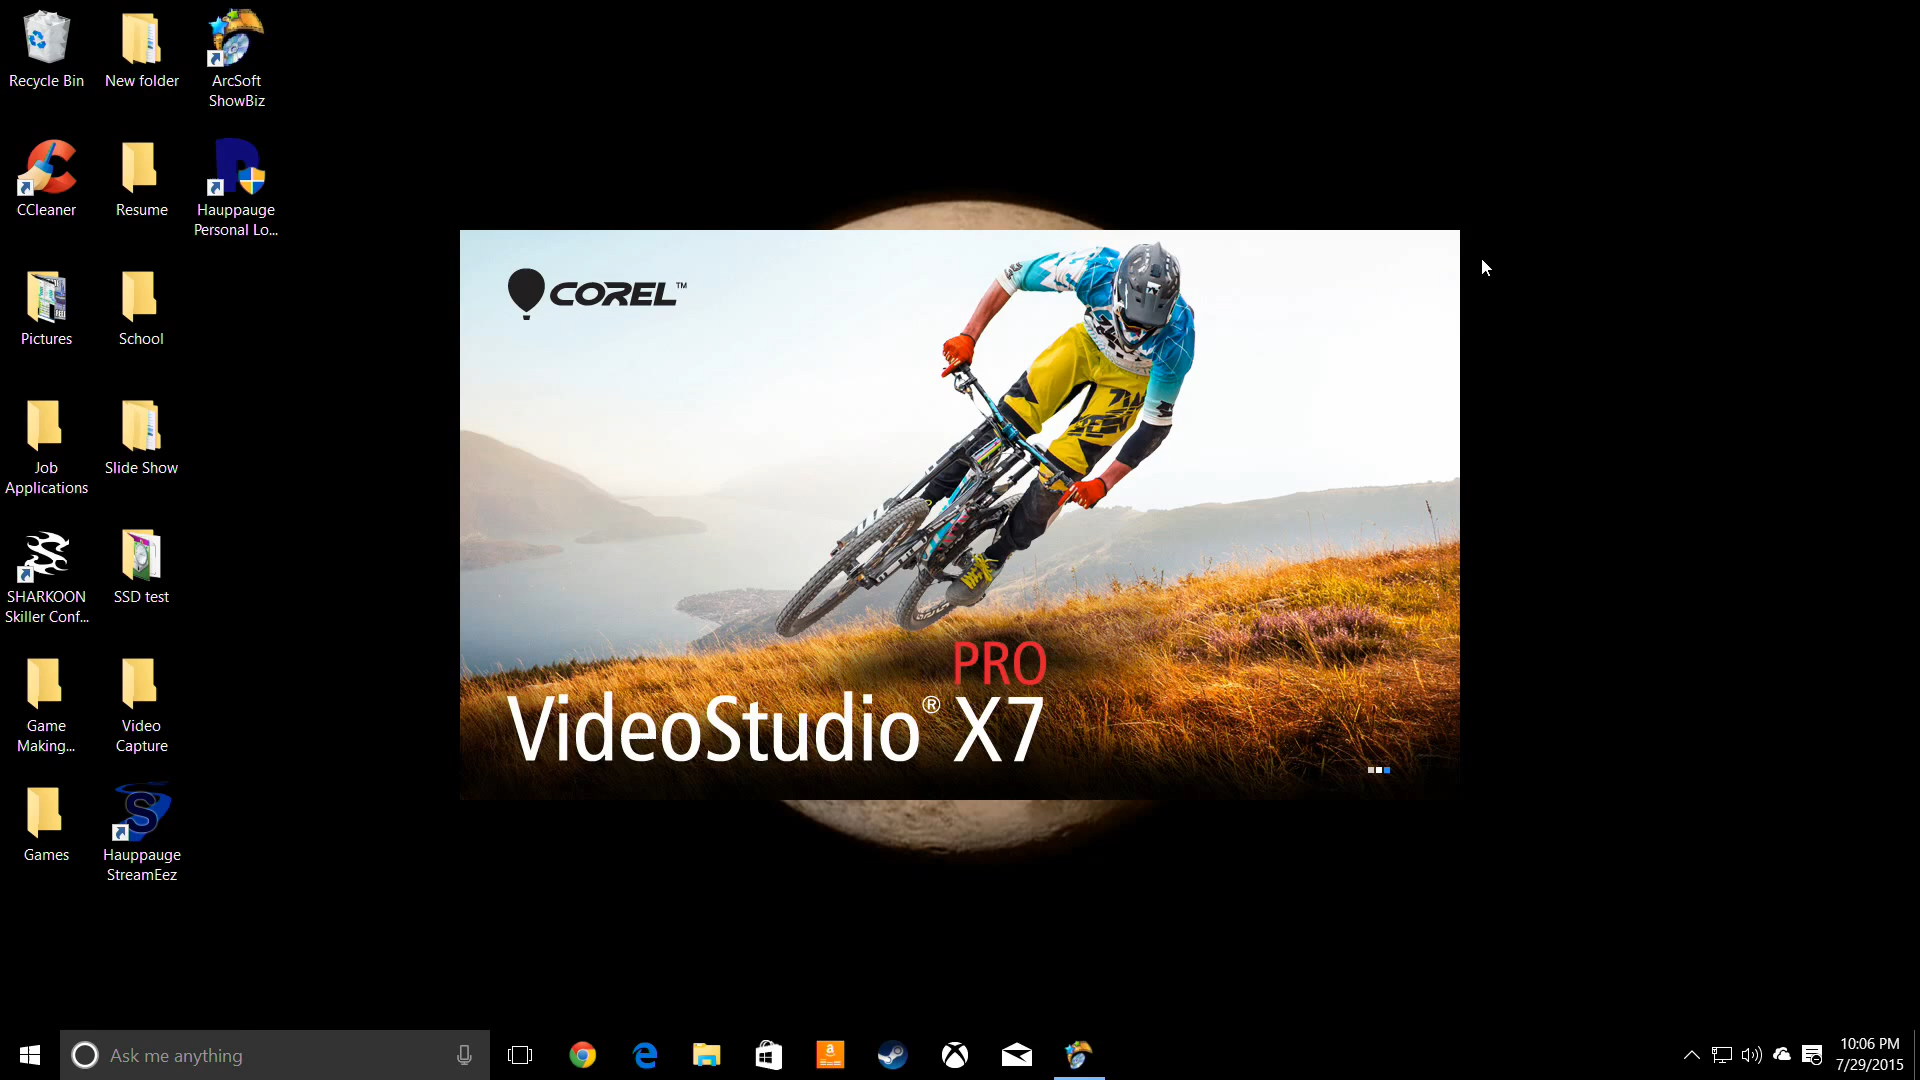 Recycle Bin
New folder
ArcSoft
ShowBiz
CCleaner
Resume
Hauppauge
Personal Lo...
Pictures
School
Job
Applications
Slide Show
SHARKOON
Skiller Conf...
SSD test
Game
Making...
Video
Capture
Games
Hauppauge
StreamEez
COREL™
PRO
VideoStudio® X7
Ask me anything
10:06 PM
7/29/2015